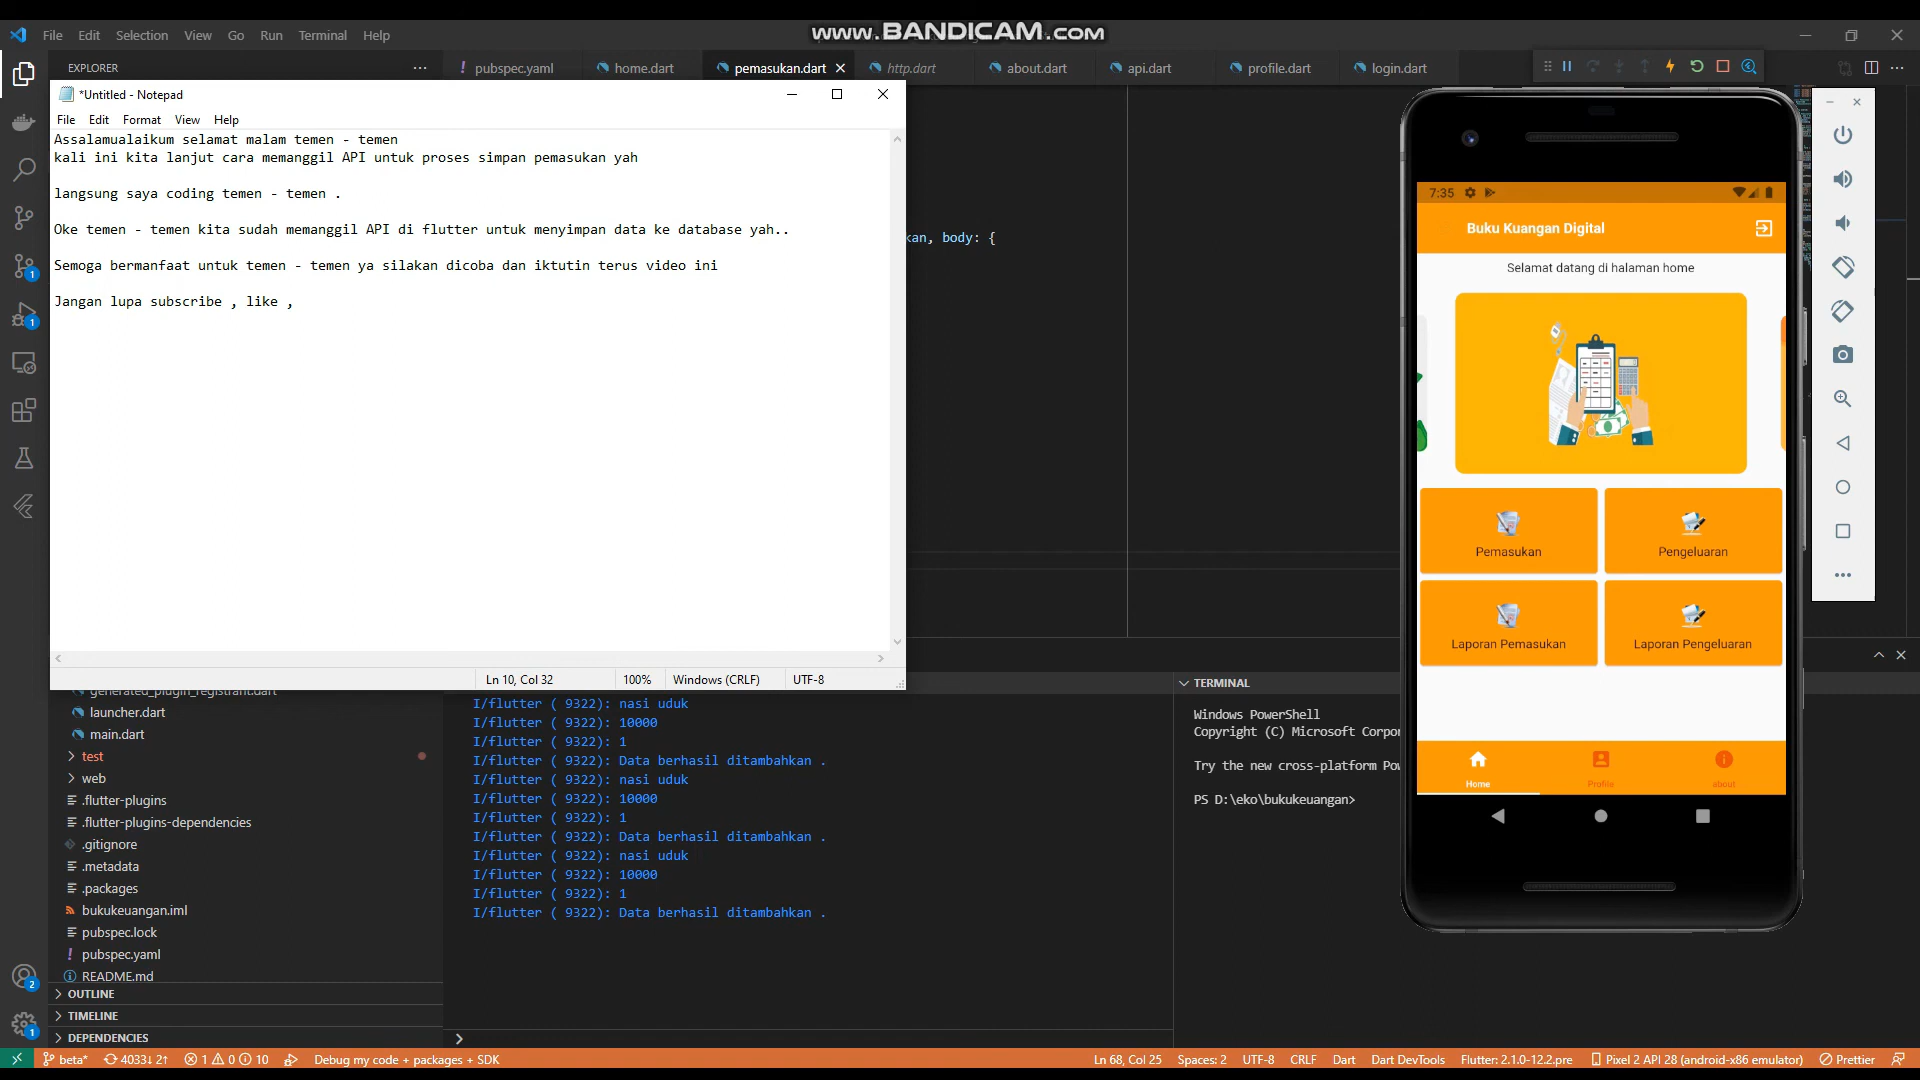 www.BANDICAM.com
File Edit Selection View Go Run Terminal Help
EXPLORER
pubspec.yaml home.dart pemasukan.dart http.dart about.dart api.dart profile.dart login.dart
*Untitled - Notepad
File Edit Format View Help
Assalamualaikum selamat malam temen - temen
kali ini kita lanjut cara memanggil API untuk proses simpan pemasukan yah
langsung saya coding temen - temen .
Oke temen - temen kita sudah memanggil API di flutter untuk menyimpan data ke database yah..
Semoga bermanfaat untuk temen - temen ya silakan dicoba dan iktutin terus video ini
Jangan lupa subscribe , like ,
Ln 10, Col 32 100% Windows (CRLF) UTF-8
kan, body: {
7:35
Buku Kuangan Digital
Selamat datang di halaman home
Pemasukan Pengeluaran
Laporan Pemasukan Laporan Pengeluaran
Home Profile about
generated_plugin_registrant.dart
launcher.dart
main.dart
test
web
.flutter-plugins
.flutter-plugins-dependencies
.gitignore
.metadata
.packages
bukukeuangan.iml
pubspec.lock
pubspec.yaml
README.md
OUTLINE
TIMELINE
DEPENDENCIES
I/flutter ( 9322): nasi uduk
I/flutter ( 9322): 10000
I/flutter ( 9322): 1
I/flutter ( 9322): Data berhasil ditambahkan .
I/flutter ( 9322): nasi uduk
I/flutter ( 9322): 10000
I/flutter ( 9322): 1
I/flutter ( 9322): Data berhasil ditambahkan .
I/flutter ( 9322): nasi uduk
I/flutter ( 9322): 10000
I/flutter ( 9322): 1
I/flutter ( 9322): Data berhasil ditambahkan .
TERMINAL
Windows PowerShell
Copyright (C) Microsoft Corpor
Try the new cross-platform Pow
PS D:\eko\bukukeuangan>
1
1
2
1
beta* 4033↓ 2↑ 1 0 10 Debug my code + packages + SDK Ln 68, Col 25 Spaces: 2 UTF-8 CRLF Dart Dart DevTools Flutter: 2.1.0-12.2.pre Pixel 2 API 28 (android-x86 emulator) Prettier